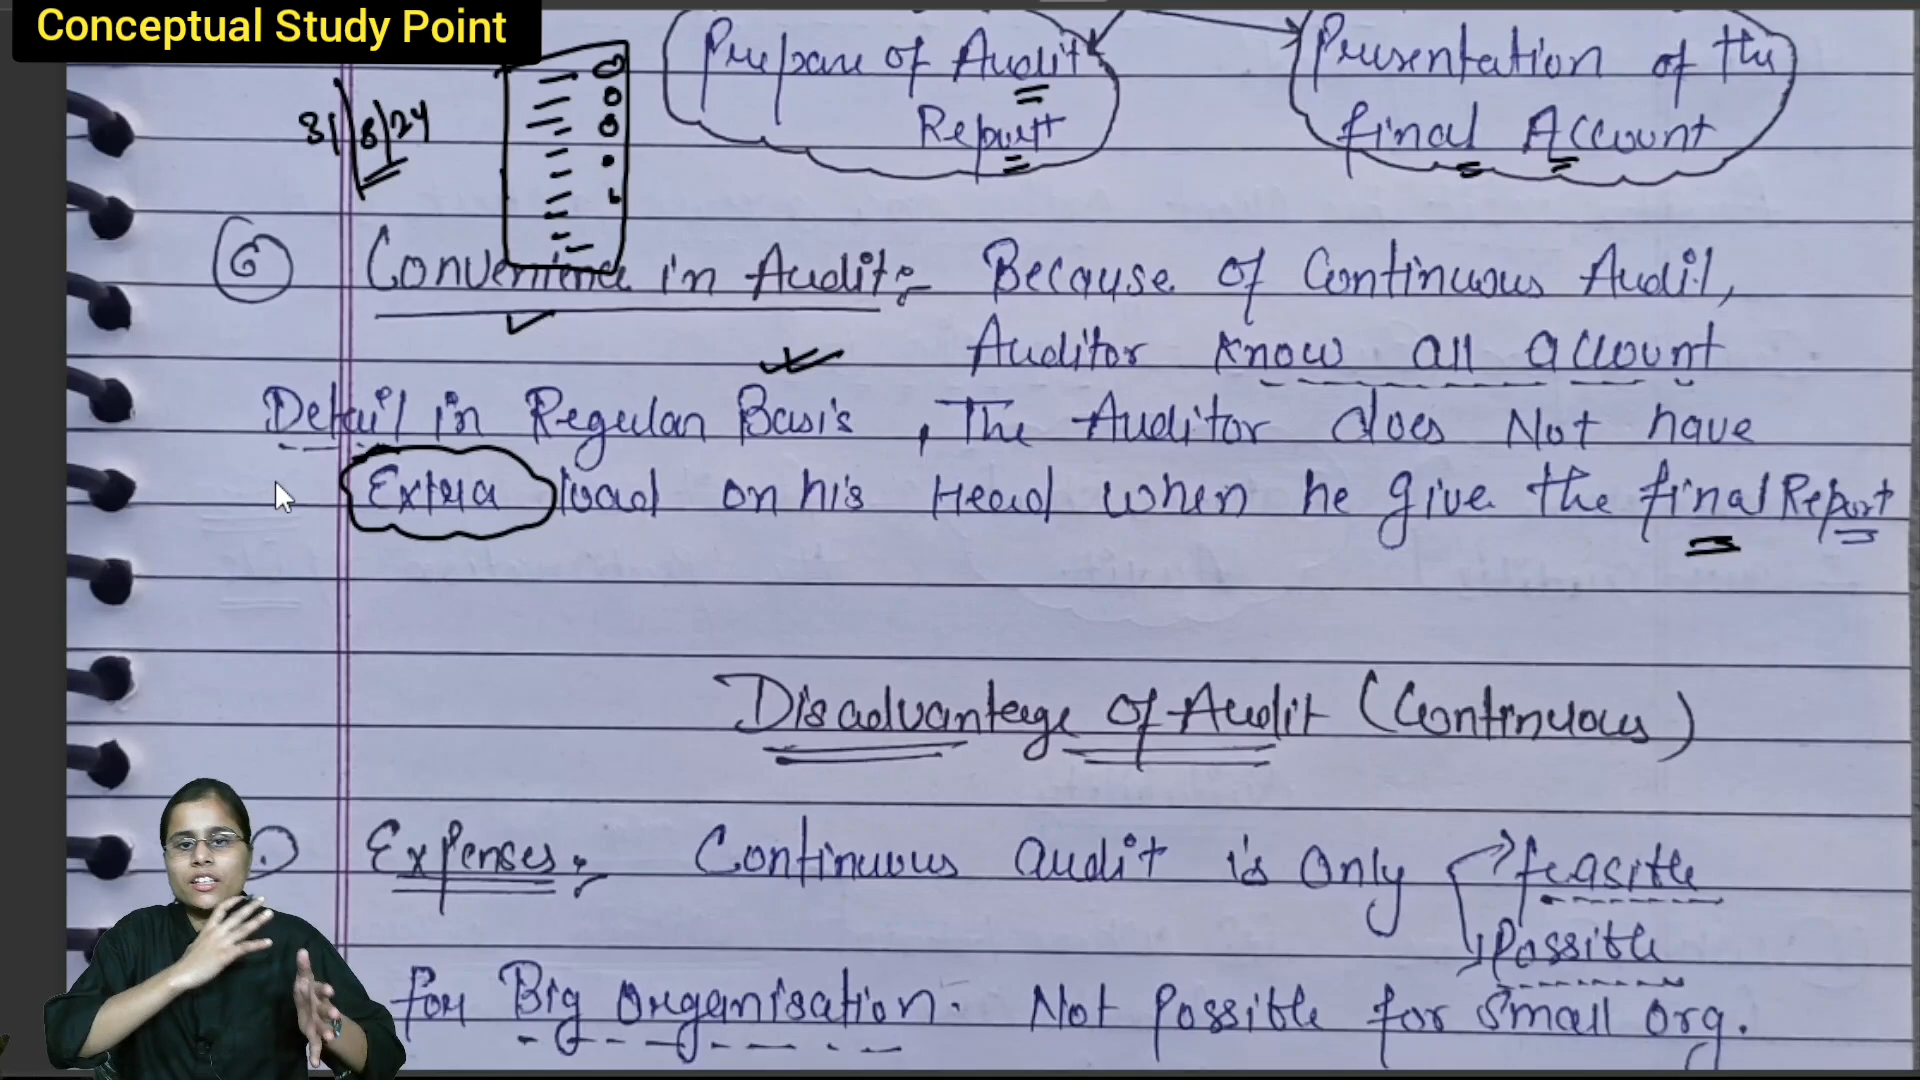 Conceptual Study Point
Prepare of Audit
Report
Presentation of the
final Account
31/8/24
6 Convenience in Audit:- Because of Continuous Audit,
Auditor know all account
Detail in Regular Basis, The Auditor does Not have
Extra load on his Head when he give the final Report
Disadvantage of Audit (Continuous)
Expenses:- Continuous audit is only feasible
Possible
for Big organisation. Not possible for small org.